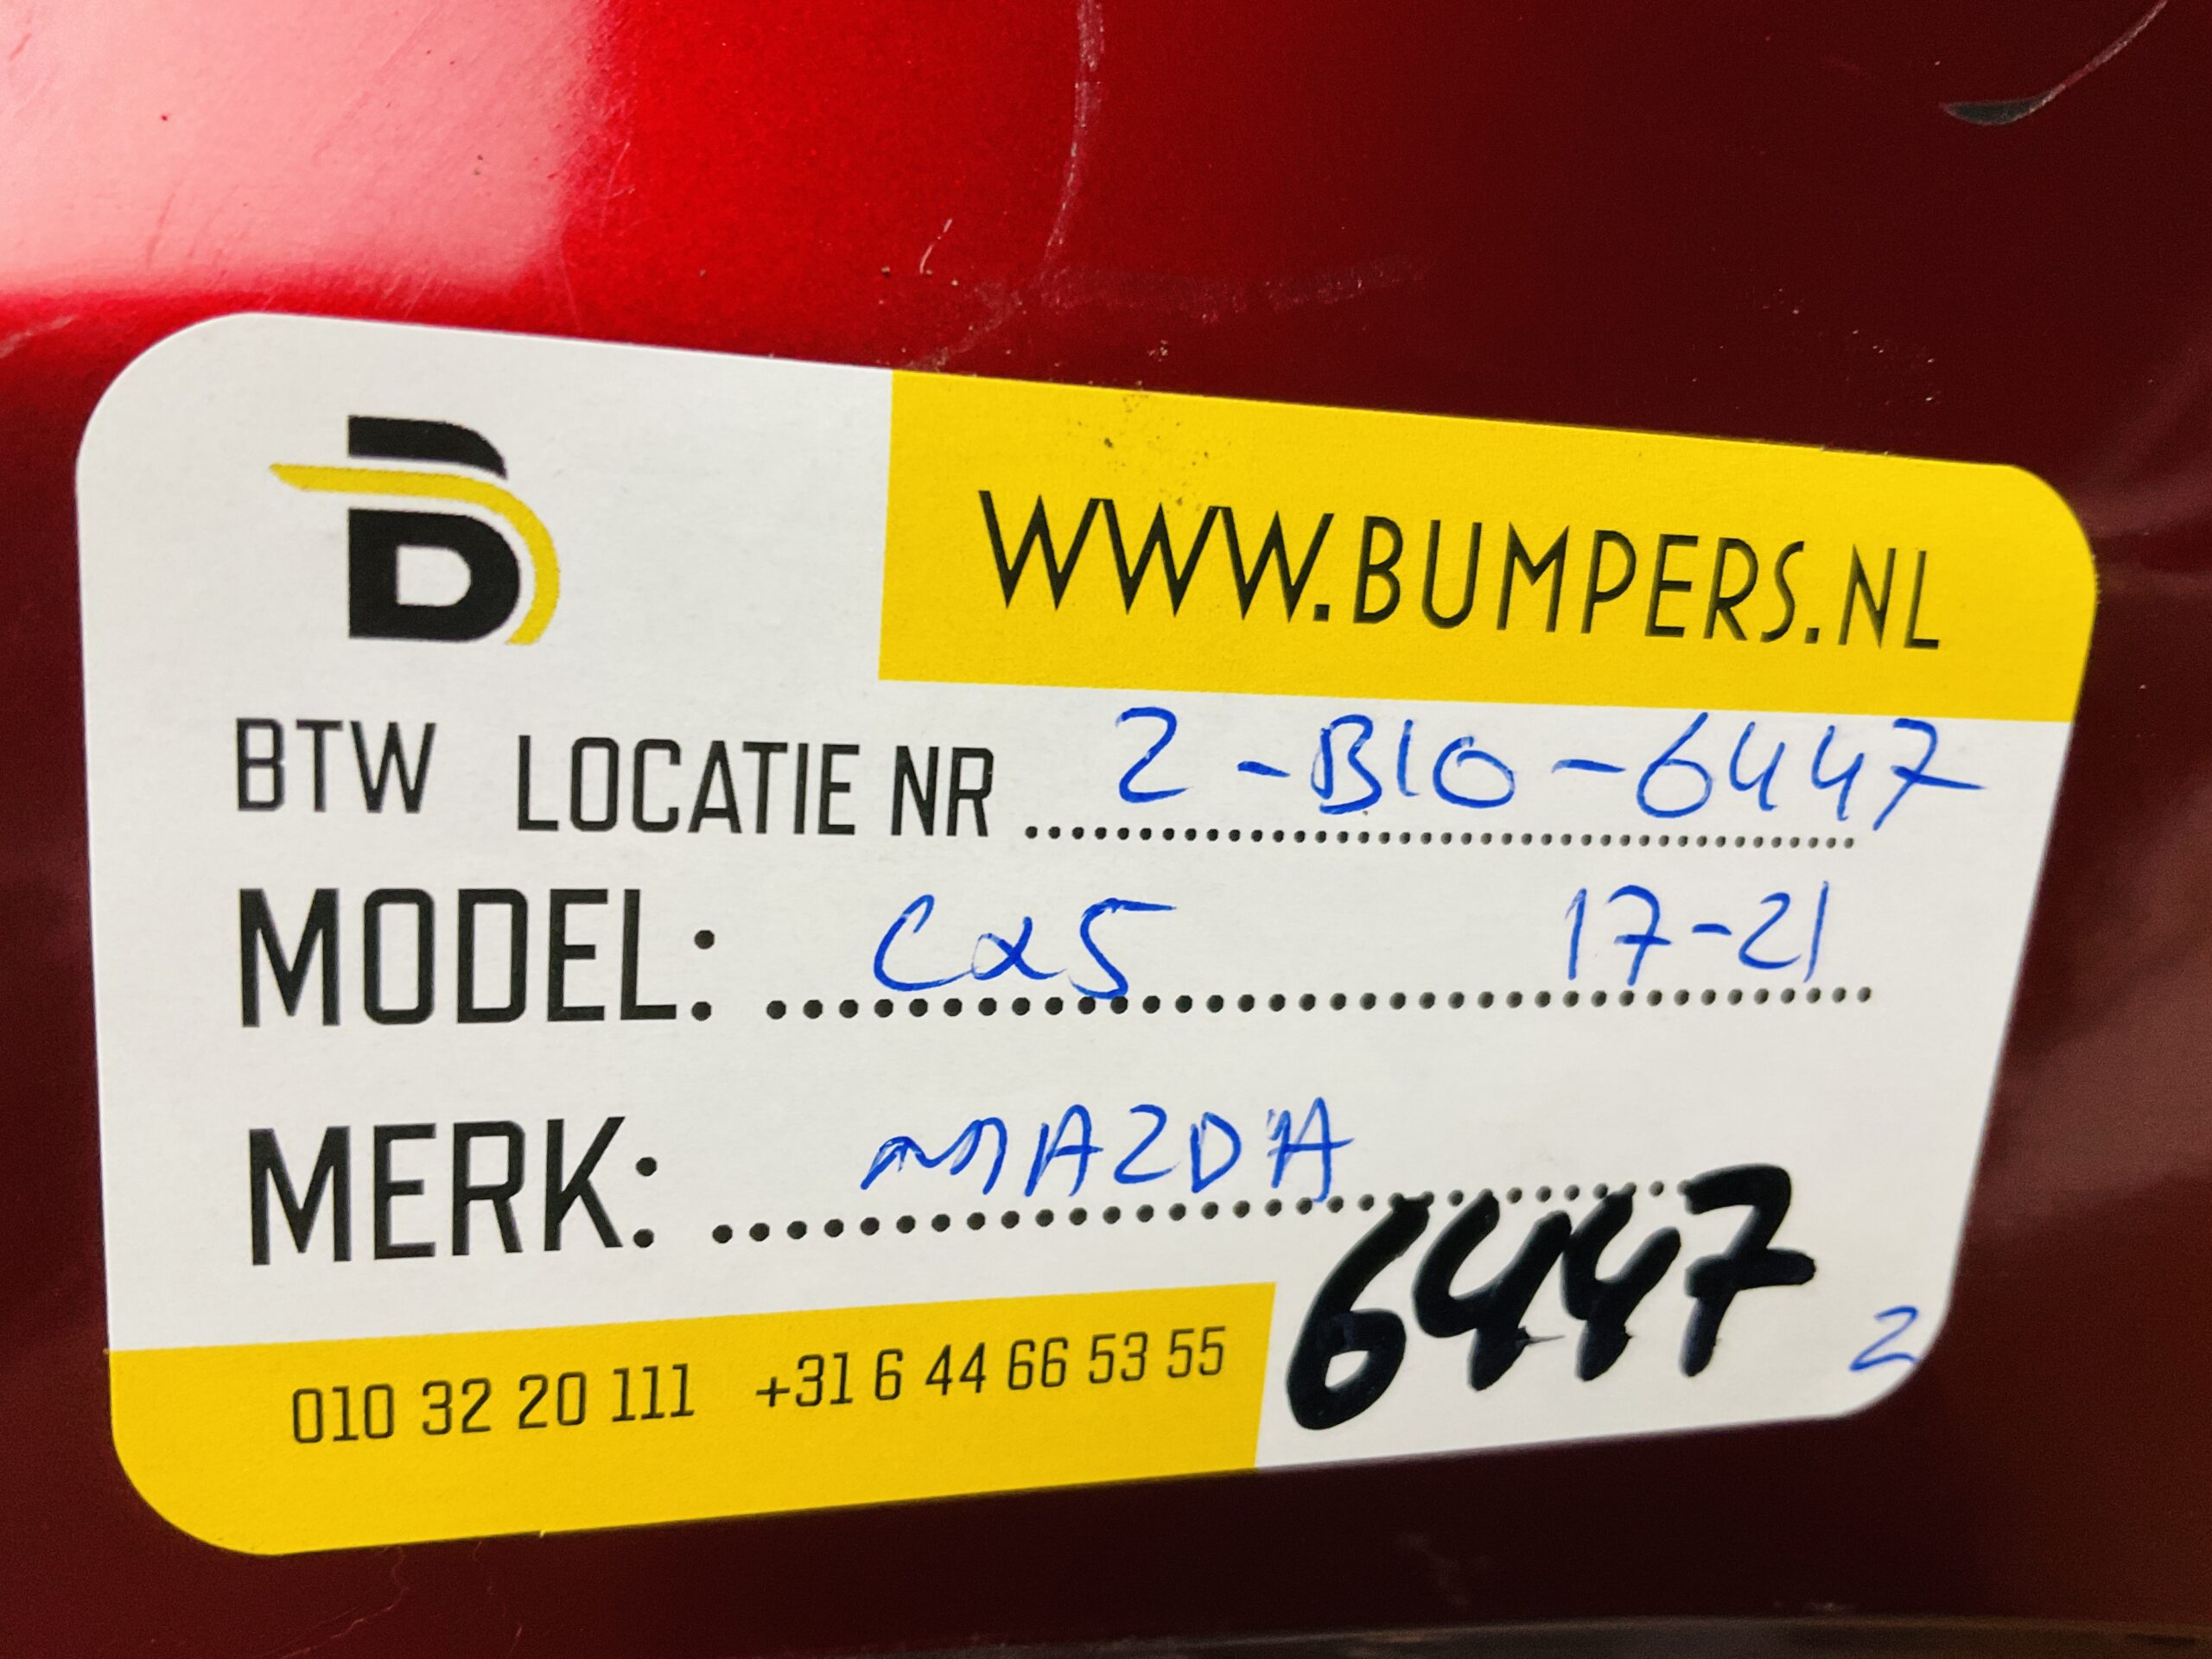 B
WWW.BUMPERS.NL
BTW LOCATIE NR 2-B10-6447
MODEL: Cx5 17-21
MERK: MAZDA
6447
2
010 32 20 111 +31 6 44 66 53 55